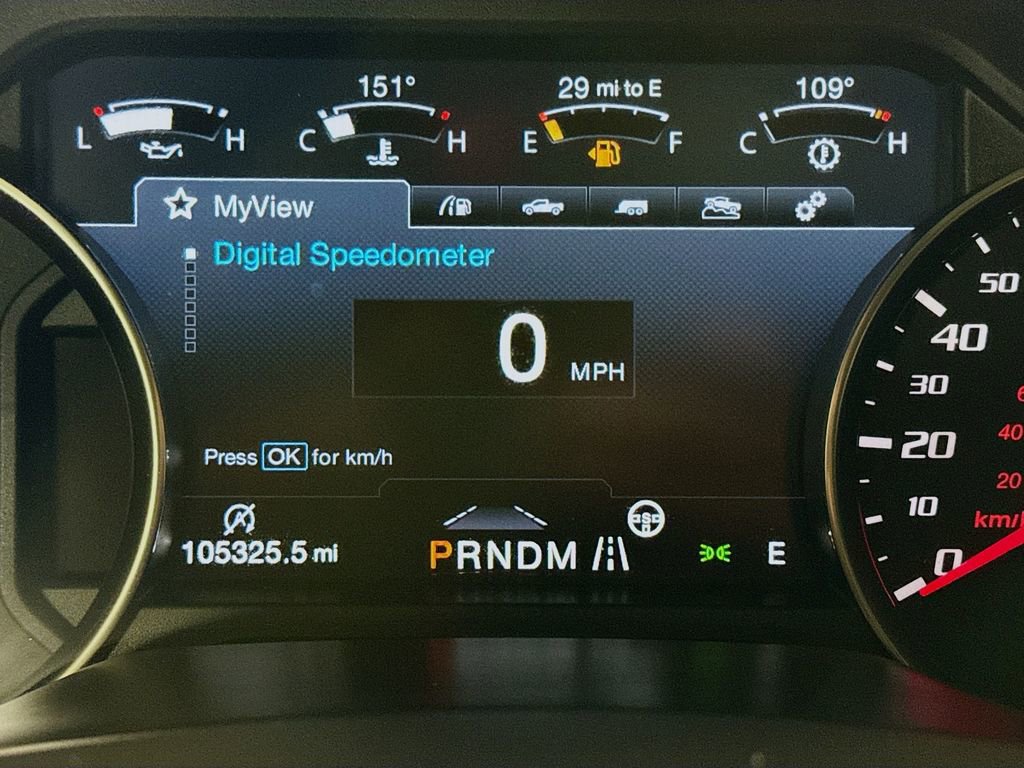 151°
29 mi to E
109°
L H
C H
E F
C H
MyView
Digital Speedometer
0 MPH
Press OK for km/h
105325.5 mi
PRNDM
E
50
40
30
20
10
0
40
20
km/